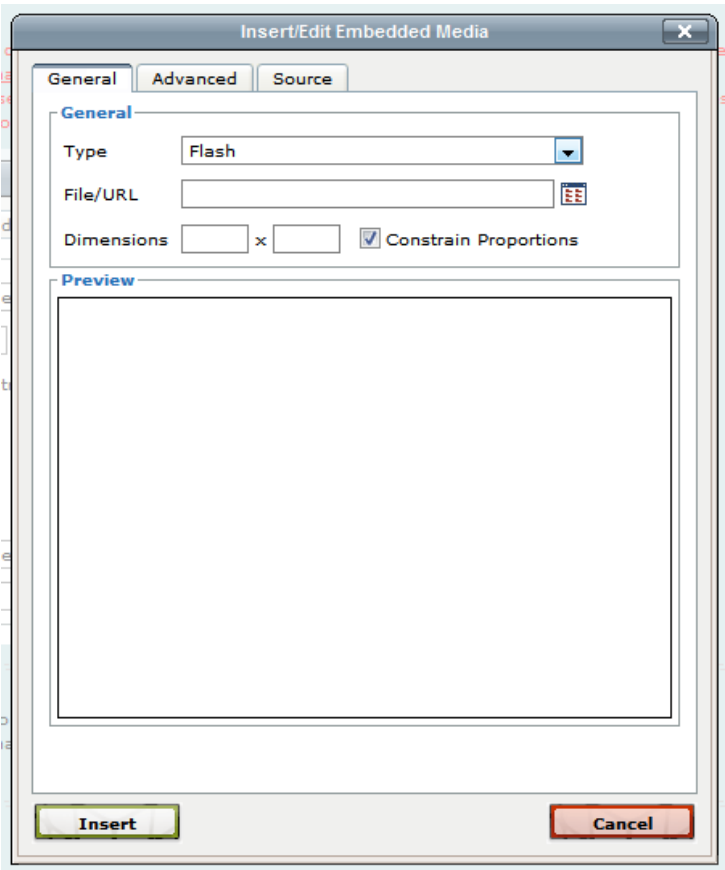 Insert/Edit Embedded Media
General Advanced Source
General
Type Flash
File/URL
Dimensions x Constrain Proportions
Preview
Insert Cancel